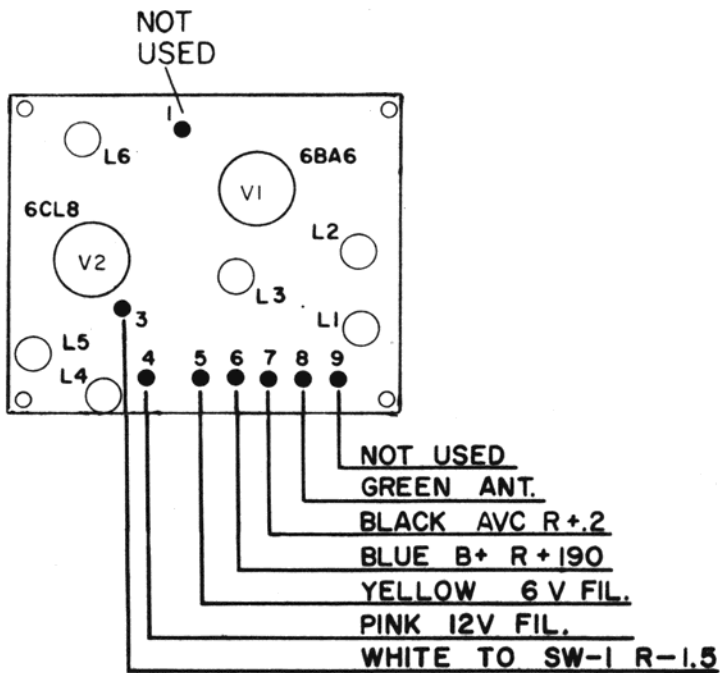 NOT
USED
1
L6
6BA6
V1
6CL8
L2
V2
L3
3
L1
L5
L4
4 5 6 7 8 9
NOT USED
GREEN ANT.
BLACK AVC R+.2
BLUE B+ R+190
YELLOW 6 V FIL.
PINK 12V FIL.
WHITE TO SW-1 R-1.5